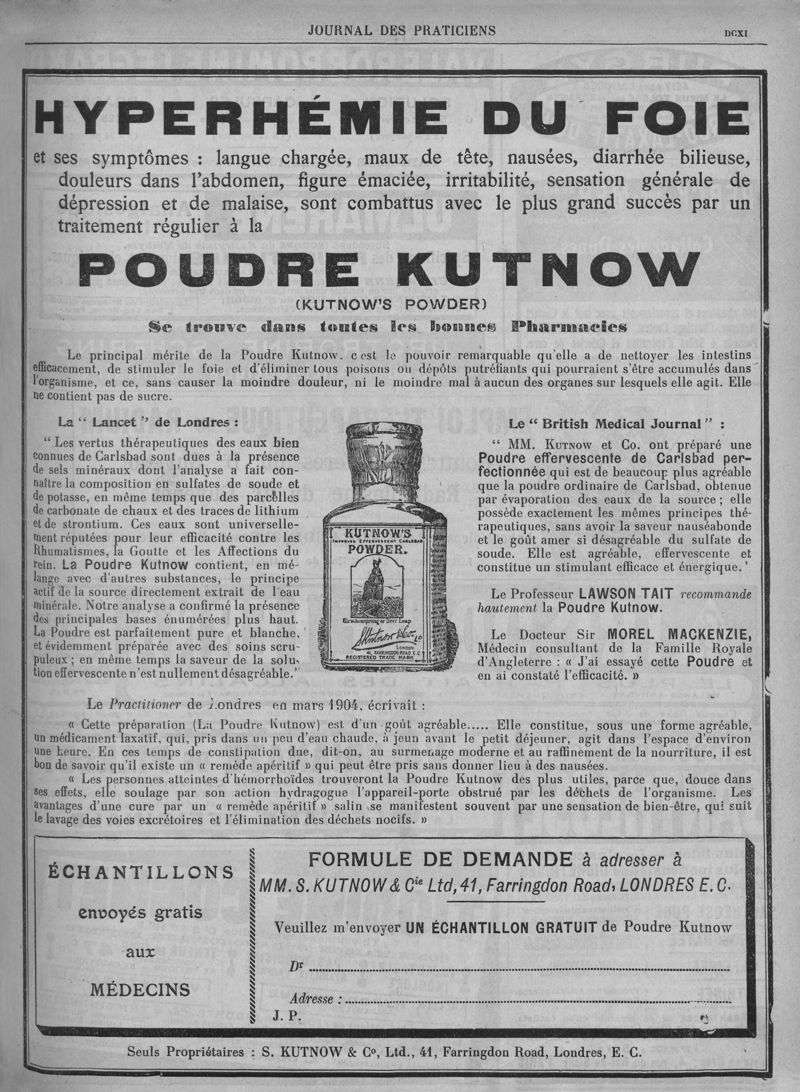 JOURNAL DES PRATICIENS
DCXI
HYPERHÉMIE DU FOIE
et ses symptômes : langue chargée, maux de tête, nausées, diarrhée bilieuse,
douleurs dans l'abdomen, figure émaciée, irritabilité, sensation générale de
dépression et de malaise, sont combattus avec le plus grand succès par un
traitement régulier à la
POUDRE KUTNOW
(KUTNOW'S POWDER)
Se trouve dans toutes les bonnes Pharmacies
Le principal mérite de la Poudre Kutnow. c'est le pouvoir remarquable qu'elle a de nettoyer les intestins
efficacement, de stimuler le foie et d'éliminer tous poisons ou dépôts putréfiants qui pourraient s'être accumulés dans
l'organisme, et ce, sans causer la moindre douleur, ni le moindre mal à aucun des organes sur lesquels elle agit. Elle
ne contient pas de sucre.
La “ Lancet ” de Londres :
“ Les vertus thérapeutiques des eaux bien
connues de Carlsbad sont dues à la présence
de sels minéraux dont l'analyse a fait con-
naître la composition en sulfates de soude et
de potasse, en même temps que des parcelles
de carbonate de chaux et des traces de lithium
et de strontium. Ces eaux sont universelle-
ment réputées pour leur efficacité contre les
Rhumatismes, la Goutte et les Affections du
rein. La Poudre Kutnow contient, en mé-
lange avec d'autres substances, le principe
actif de la source directement extrait de l'eau
minérale. Notre analyse a confirmé la présence
des principales bases énumérées plus haut.
La Poudre est parfaitement pure et blanche,
et évidemment préparée avec des soins scru-
puleux ; en même temps la saveur de la solu-
tion effervescente n'est nullement désagréable.”
KUTNOW'S
IMPROVED EFFERVESCENT CARLSBAD
POWDER.
Hirschensprung or Deer Leap
S. Kutnow & Co. Ld
LONDON
41, FARRINGDON ROAD E.C.
REGISTERED TRADE MARK
Le “ British Medical Journal ” :
“ MM. KUTNOW et Co. ont préparé une
Poudre effervescente de Carlsbad per-
fectionnée qui est de beaucoup plus agréable
que la poudre ordinaire de Carlsbad, obtenue
par évaporation des eaux de la source ; elle
possède exactement les mêmes principes thé-
rapeutiques, sans avoir la saveur nauséabonde
et le goût amer si désagréable du sulfate de
soude. Elle est agréable, effervescente et
constitue un stimulant efficace et énergique.’
Le Professeur LAWSON TAIT recommande
hautement la Poudre Kutnow.
Le Docteur Sir MOREL MACKENZIE,
Médecin consultant de la Famille Royale
d'Angleterre : « J'ai essayé cette Poudre et
en ai constaté l'efficacité. »
Le Practitioner de Londres en mars 1904, écrivait :
« Cette préparation (La Poudre Kutnow) est d'un goût agréable..... Elle constitue, sous une forme agréable,
un médicament laxatif, qui, pris dans un peu d'eau chaude, à jeun avant le petit déjeuner, agit dans l'espace d'environ
une heure. En ces temps de constipation due, dit-on, au surmenage moderne et au raffinement de la nourriture, il est
bon de savoir qu'il existe un « remède apéritif » qui peut être pris sans donner lieu à des nausées.
« Les personnes atteintes d'hémorrhoïdes trouveront la Poudre Kutnow des plus utiles, parce que, douce dans
ses effets, elle soulage par son action hydragogue l'appareil-porte obstrué par les déchets de l'organisme. Les
avantages d'une cure par un « remède apéritif » salin se manifestent souvent par une sensation de bien-être, qui suit
le lavage des voies excrétoires et l'élimination des déchets nocifs. »
ÉCHANTILLONS
envoyés gratis
aux
MÉDECINS
FORMULE DE DEMANDE à adresser à
MM. S. KUTNOW & Cie Ltd, 41, Farringdon Road, LONDRES E. C.
Veuillez m'envoyer UN ÉCHANTILLON GRATUIT de Poudre Kutnow
Dr
Adresse :
J. P.
Seuls Propriétaires : S. KUTNOW & Co, Ltd., 41, Farringdon Road, Londres, E. C.